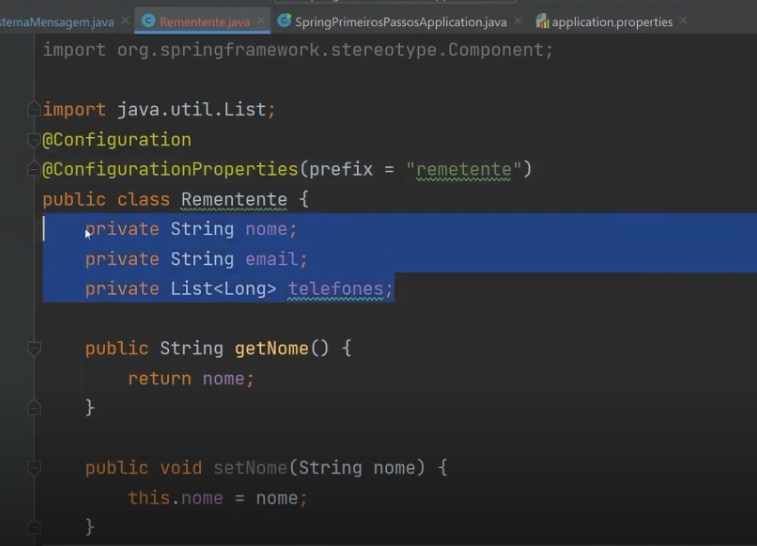 stemaMensagem.java
Rementente.java
SpringPrimeirosPassosApplication.java
application.properties
import org.springframework.stereotype.Component;
import java.util.List;
@Configuration
@ConfigurationProperties(prefix = "remetente")
public class Rementente {
private String nome;
private String email;
private List<Long> telefones;
public String getNome() {
return nome;
}
public void setNome(String nome) {
this.nome = nome;
}